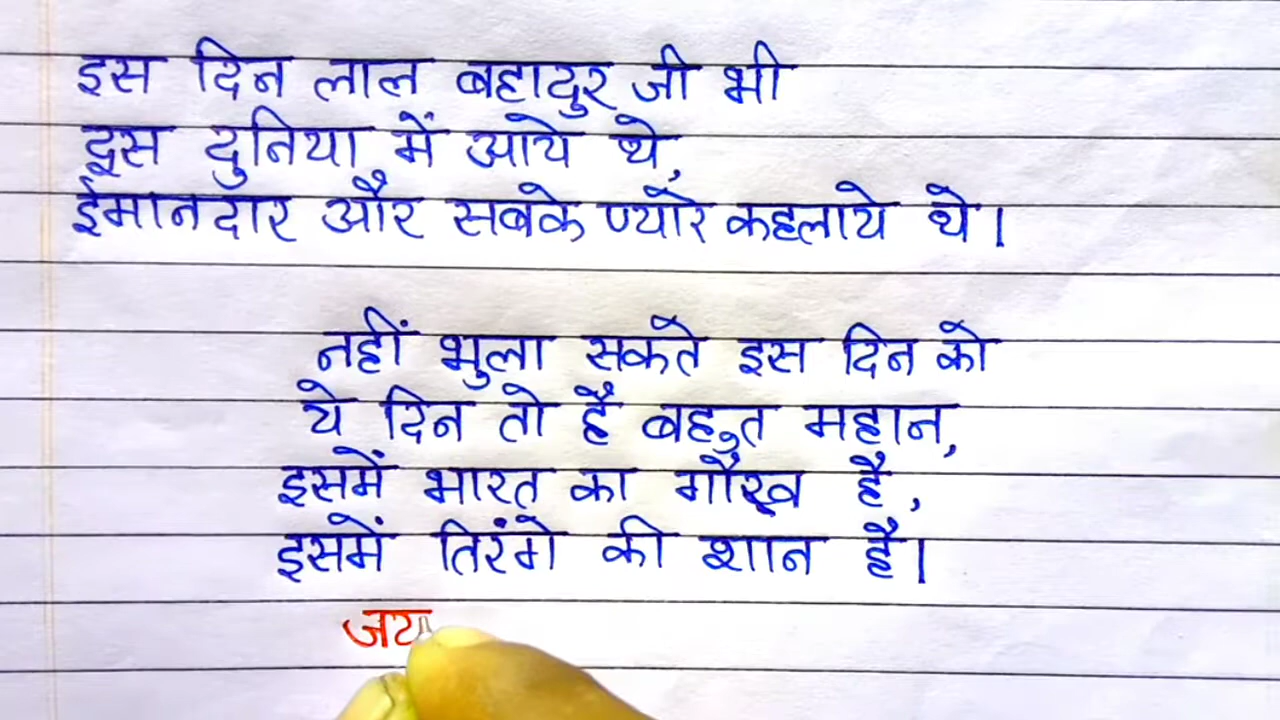 इस दिन लाल बहादुर जी भी
इस दुनिया में आये थे,
ईमानदार और सबके प्यारे कहलाये थे।
नहीं भुला सकते इस दिन को
ये दिन तो है बहुत महान,
इसमें भारत का गौरव है,
इसमें तिरंगे की शान है।
जय